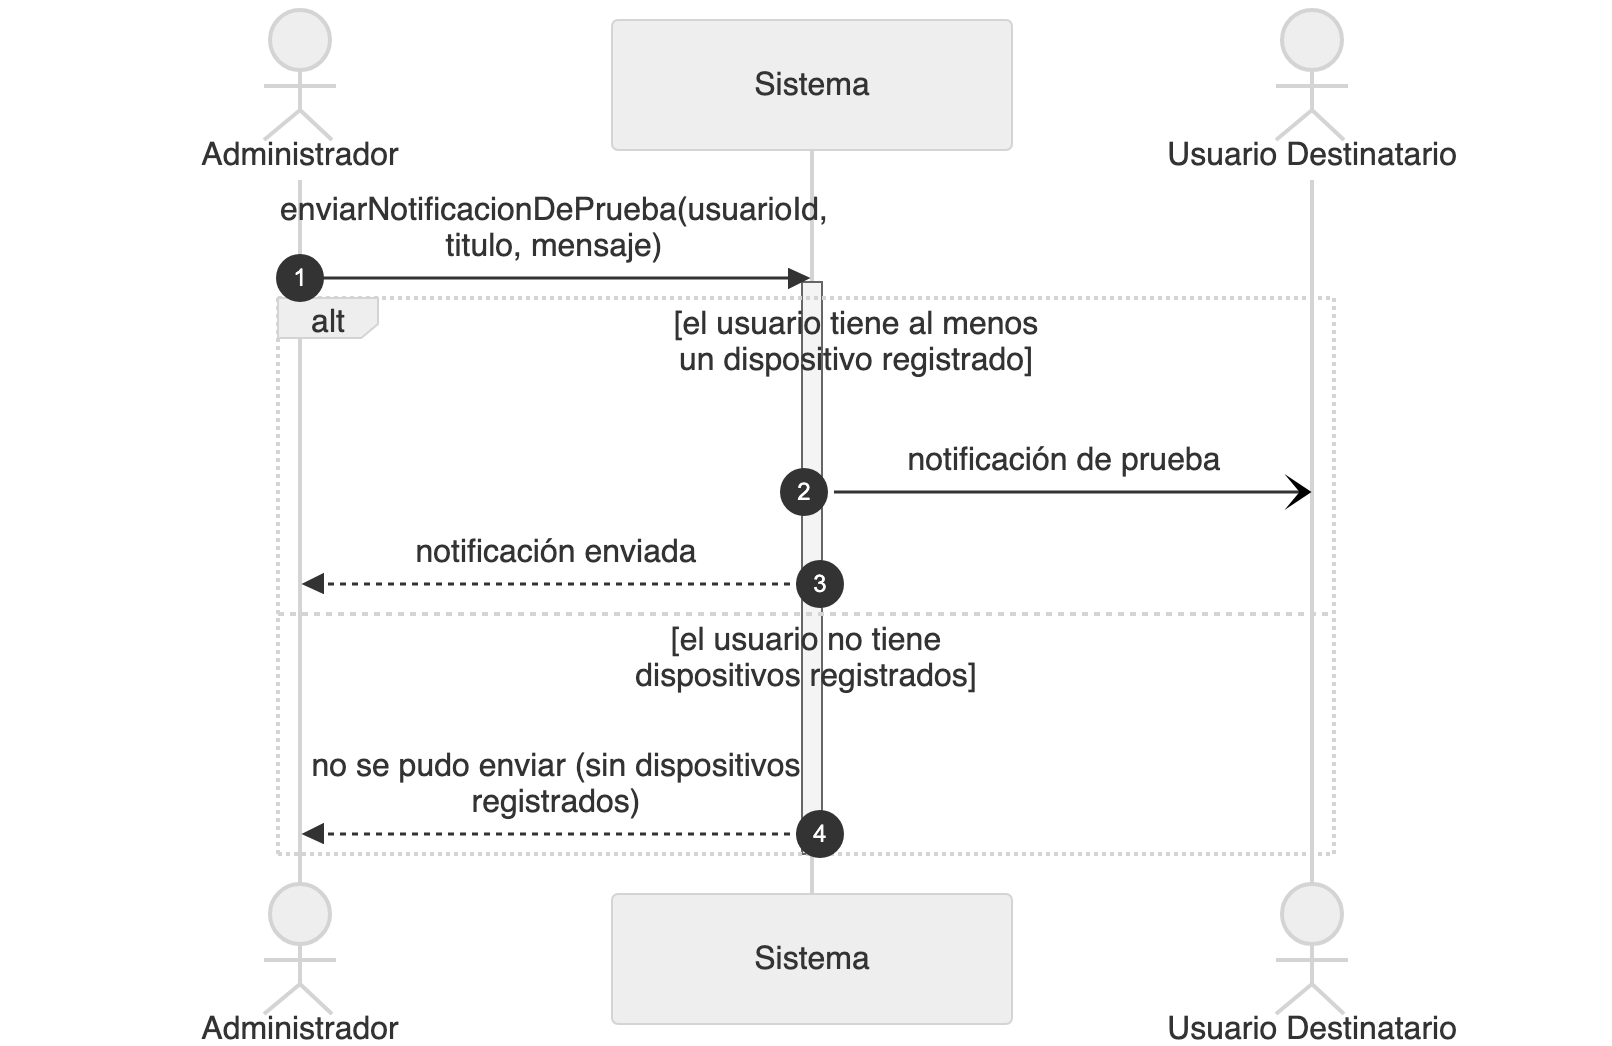 Administrador
Sistema
Usuario Destinatario
enviarNotificacionDePrueba(usuarioId,
titulo, mensaje)
1
alt
[el usuario tiene al menos
un dispositivo registrado]
notificación de prueba
2
notificación enviada
3
[el usuario no tiene
dispositivos registrados]
no se pudo enviar (sin dispositivos
registrados)
4
Administrador
Sistema
Usuario Destinatario